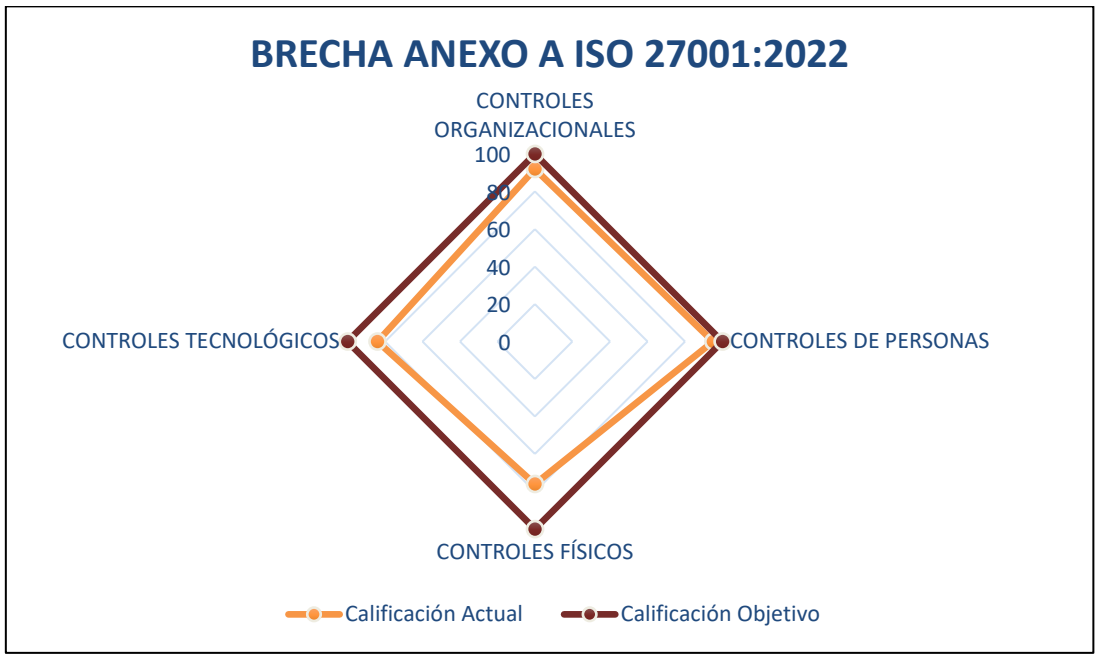 BRECHA ANEXO A ISO 27001:2022
CONTROLES
ORGANIZACIONALES
100
80
60
40
20
0
CONTROLES TECNOLÓGICOS
CONTROLES DE PERSONAS
CONTROLES FÍSICOS
Calificación Actual
Calificación Objetivo